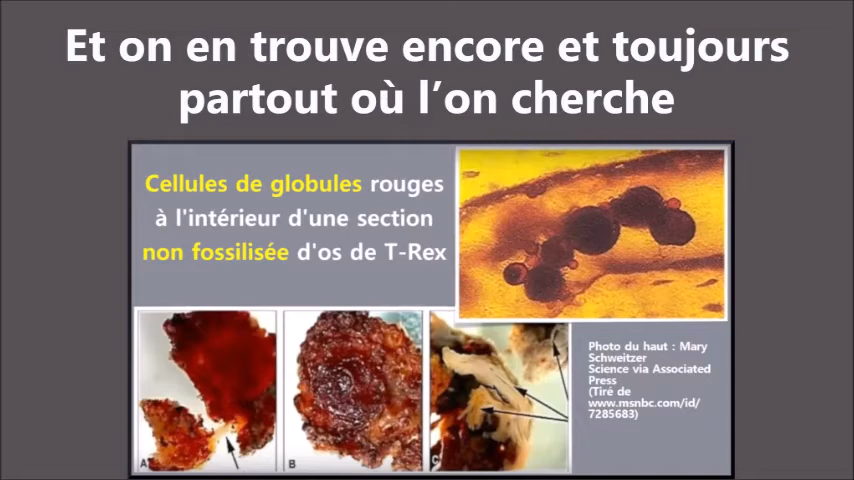 Et on en trouve encore et toujours
partout où l’on cherche
Cellules de globules rouges
à l'intérieur d'une section
non fossilisée d'os de T-Rex
Photo du haut : Mary
Schweitzer
Science via Associated
Press
(Tiré de
www.msnbc.com/id/
7285683)
A
B
C